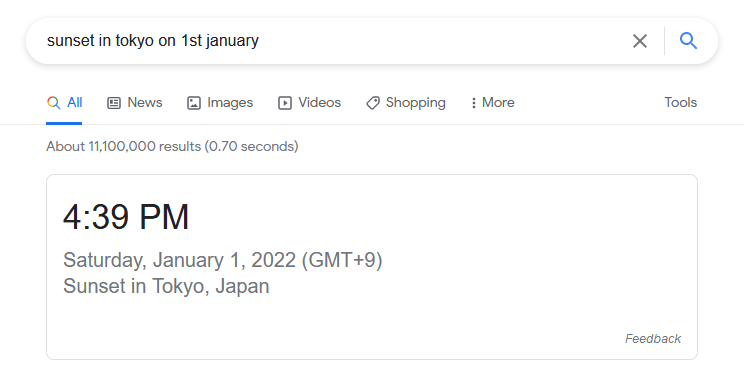 sunset in tokyo on 1st january
All News Images Videos Shopping More Tools
About 11,100,000 results (0.70 seconds)
4:39 PM
Saturday, January 1, 2022 (GMT+9)
Sunset in Tokyo, Japan
Feedback